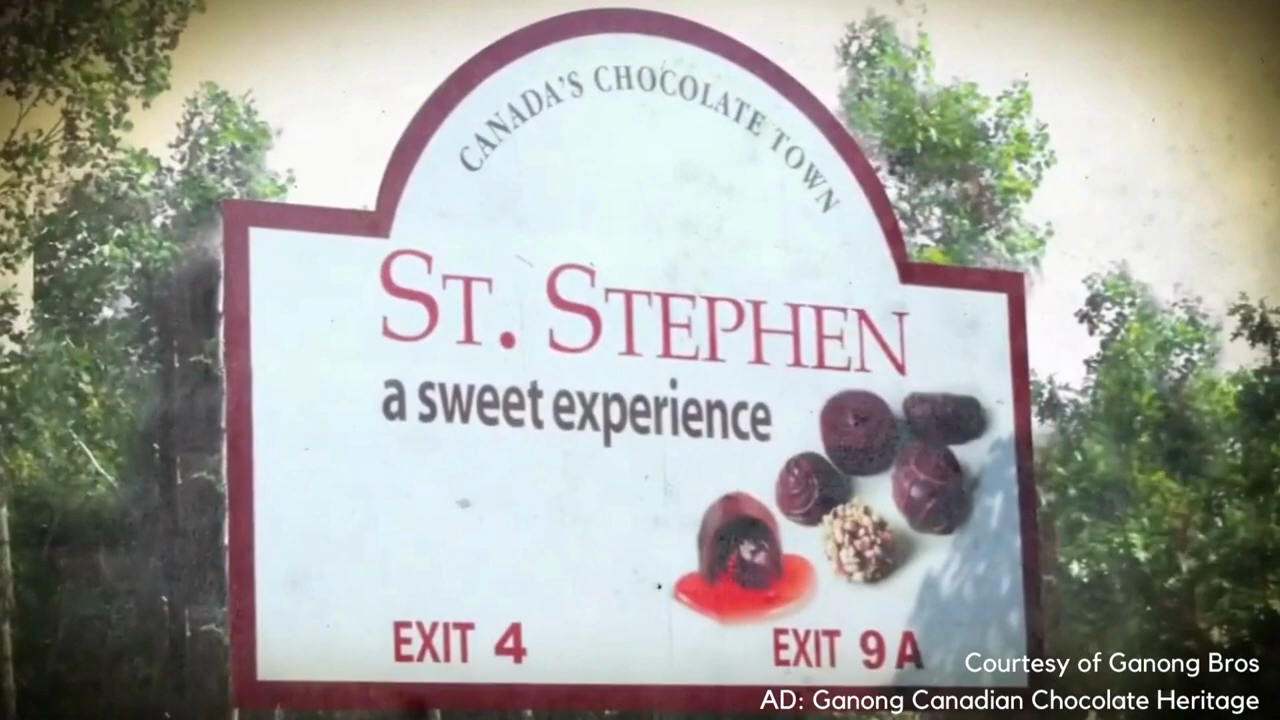 CANADA'S CHOCOLATE TOWN
ST. STEPHEN
a sweet experience
EXIT 4 EXIT 9 A
Courtesy of Ganong Bros
AD: Ganong Canadian Chocolate Heritage